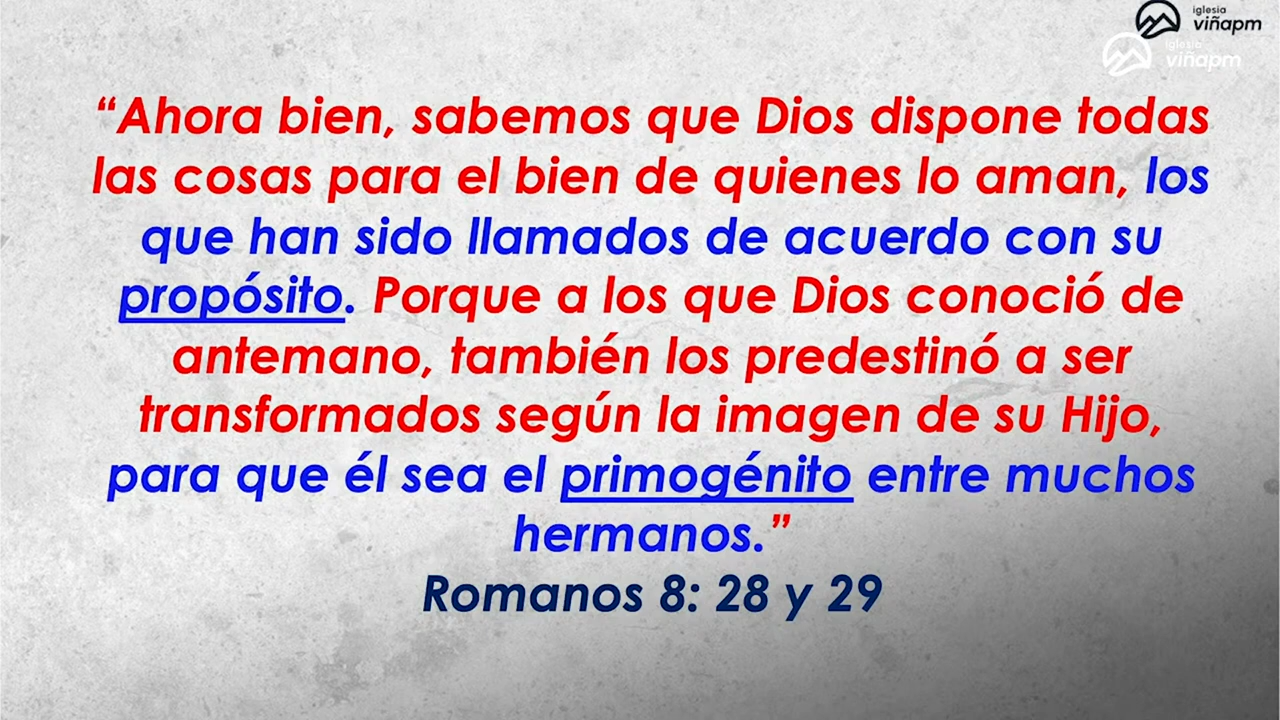 iglesia
viñapm
iglesia
viñapm
“Ahora bien, sabemos que Dios dispone todas
las cosas para el bien de quienes lo aman, los
que han sido llamados de acuerdo con su
propósito. Porque a los que Dios conoció de
antemano, también los predestinó a ser
transformados según la imagen de su Hijo,
para que él sea el primogénito entre muchos
hermanos.”
Romanos 8: 28 y 29